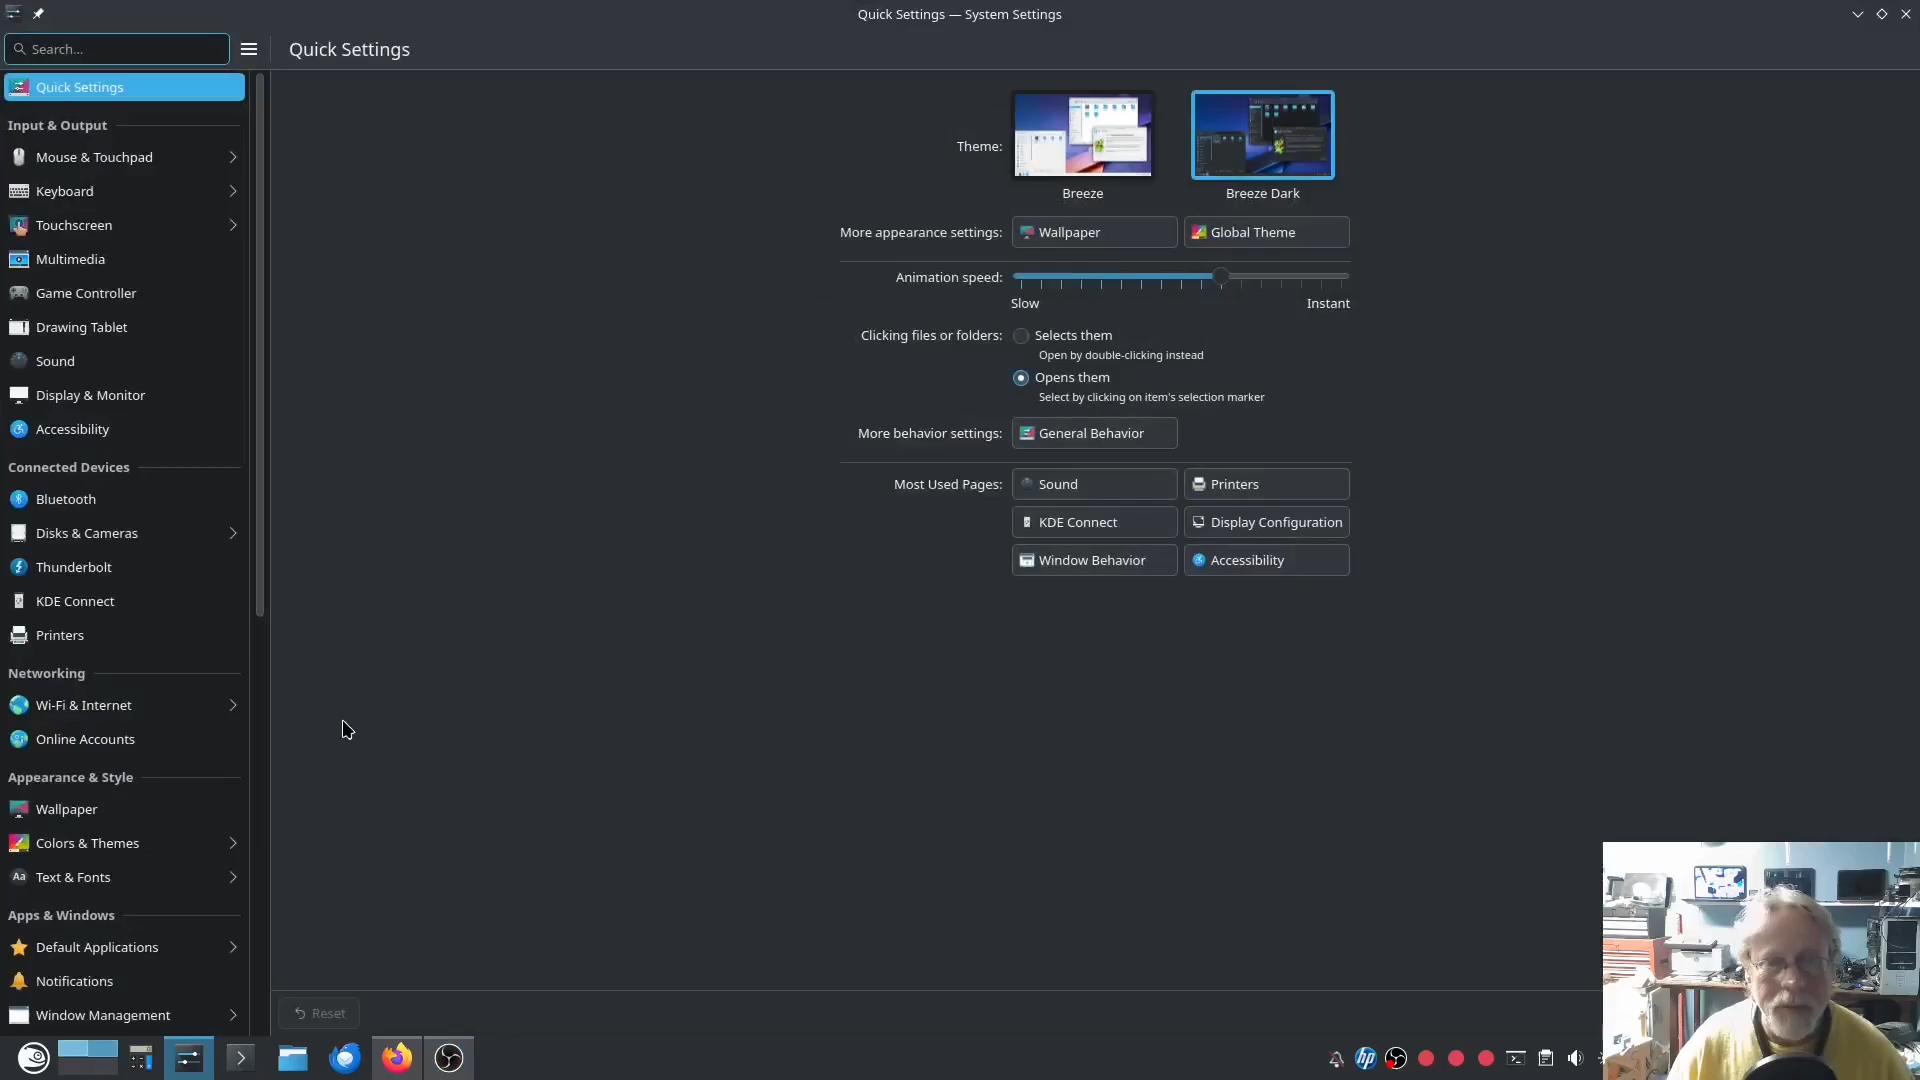 Quick Settings — System Settings
Search...
Quick Settings
Quick Settings
Input & Output
Mouse & Touchpad
Keyboard
Touchscreen
Multimedia
Game Controller
Drawing Tablet
Sound
Display & Monitor
Accessibility
Connected Devices
Bluetooth
Disks & Cameras
Thunderbolt
KDE Connect
Printers
Networking
Wi-Fi & Internet
Online Accounts
Appearance & Style
Wallpaper
Colors & Themes
Aa Text & Fonts
Apps & Windows
Default Applications
Notifications
Window Management
Theme:
Breeze
Breeze Dark
More appearance settings:
Wallpaper
Global Theme
Animation speed:
Slow
Instant
Clicking files or folders:
Selects them
Open by double-clicking instead
Opens them
Select by clicking on item's selection marker
More behavior settings:
General Behavior
Most Used Pages:
Sound
Printers
KDE Connect
Display Configuration
Window Behavior
Accessibility
Reset
hp